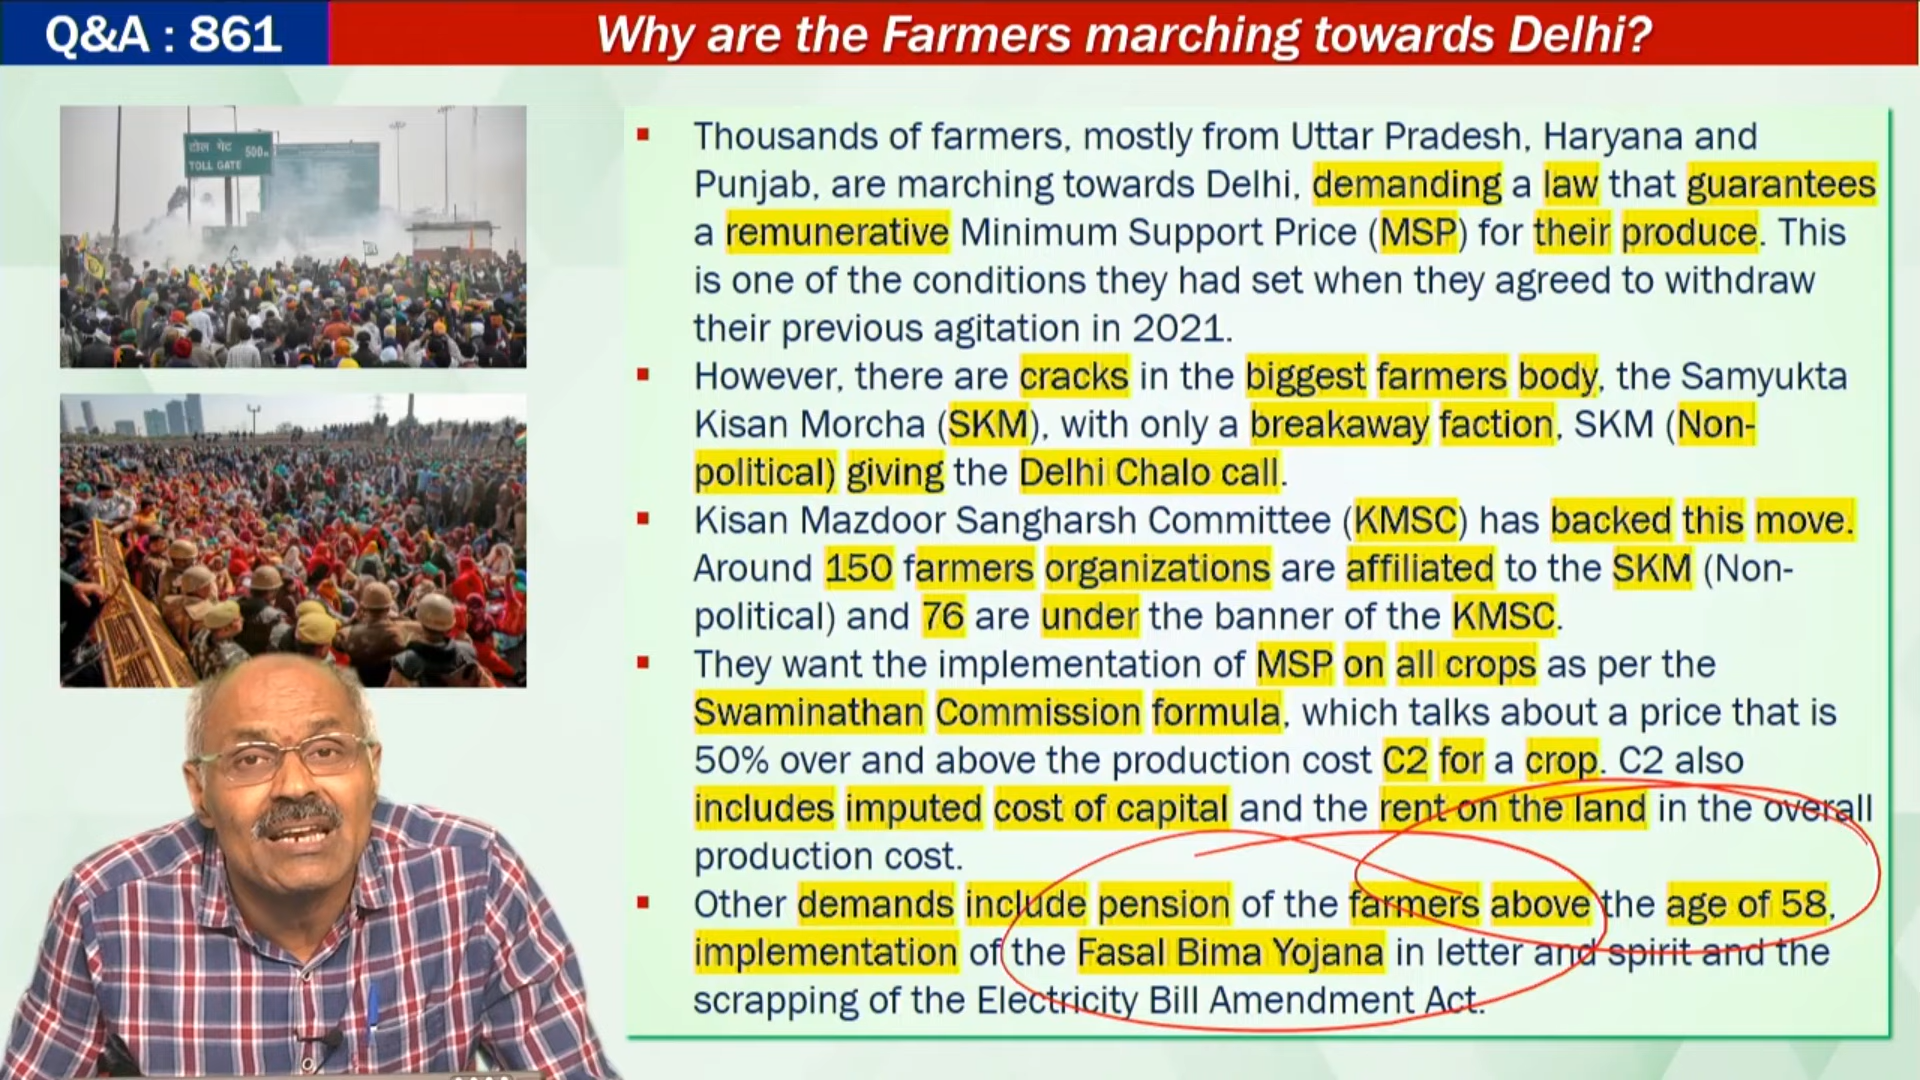 Q&A : 861
Why are the Farmers marching towards Delhi?
टोल गेट 500
TOLL GATE
Thousands of farmers, mostly from Uttar Pradesh, Haryana and
Punjab, are marching towards Delhi, demanding a law that guarantees
a remunerative Minimum Support Price (MSP) for their produce. This
is one of the conditions they had set when they agreed to withdraw
their previous agitation in 2021.
However, there are cracks in the biggest farmers body, the Samyukta
Kisan Morcha (SKM), with only a breakaway faction, SKM (Non-
political) giving the Delhi Chalo call.
Kisan Mazdoor Sangharsh Committee (KMSC) has backed this move.
Around 150 farmers organizations are affiliated to the SKM (Non-
political) and 76 are under the banner of the KMSC.
They want the implementation of MSP on all crops as per the
Swaminathan Commission formula, which talks about a price that is
50% over and above the production cost C2 for a crop. C2 also
includes imputed cost of capital and the rent on the land in the overall
production cost.
Other demands include pension of the farmers above the age of 58,
implementation of the Fasal Bima Yojana in letter and spirit and the
scrapping of the Electricity Bill Amendment Act.